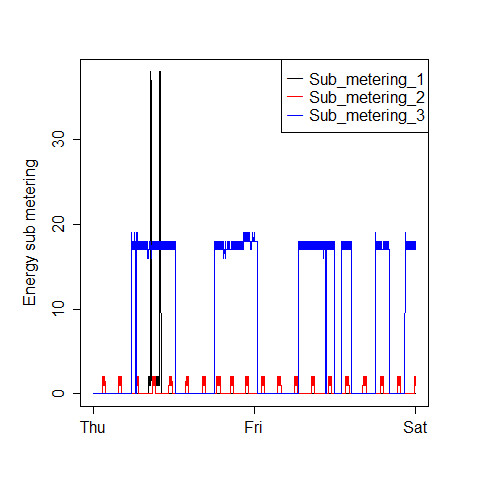 Sub_metering_1
Sub_metering_2
Sub_metering_3
Energy sub metering
30
20
10
0
Thu Fri Sat